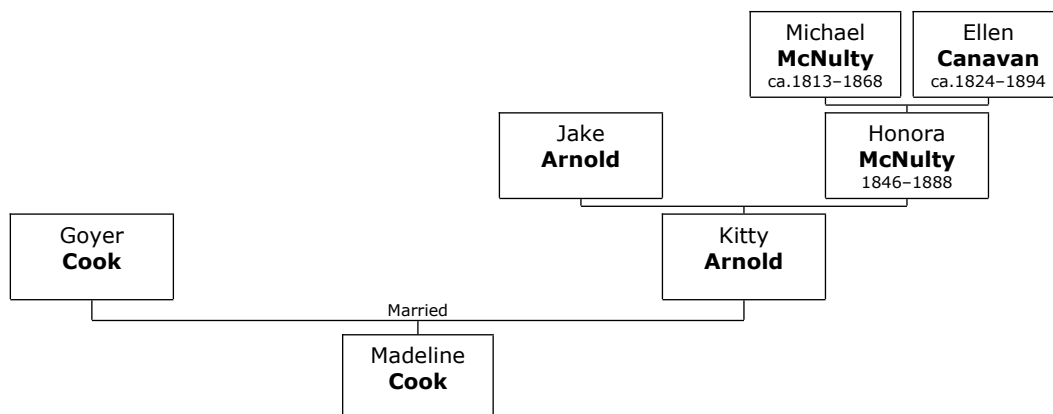 Michael
McNulty
ca.1813–1868
Ellen
Canavan
ca.1824–1894
Jake
Arnold
Honora
McNulty
1846–1888
Goyer
Cook
Kitty
Arnold
Married
Madeline
Cook